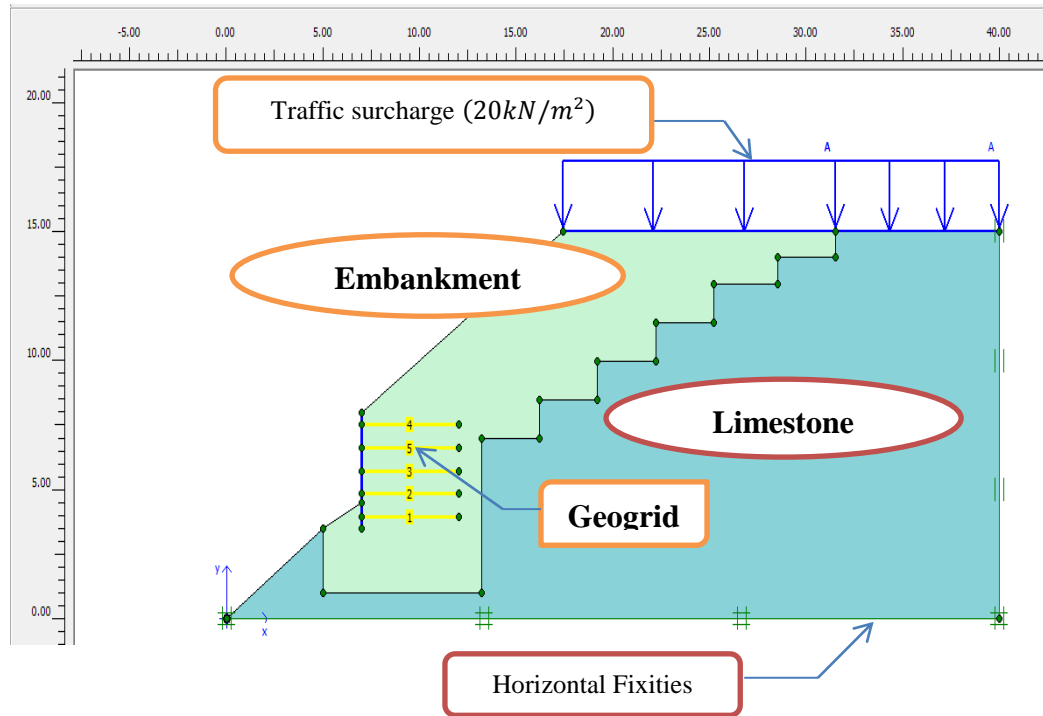 -5.00 0.00 5.00 10.00 15.00 20.00 25.00 30.00 35.00 40.00
20.00
Traffic surcharge (20kN/m²)
A A
15.00
Embankment
10.00
Limestone
4
5
3
5.00
2
Geogrid
1
y
0.00
x
Horizontal Fixities